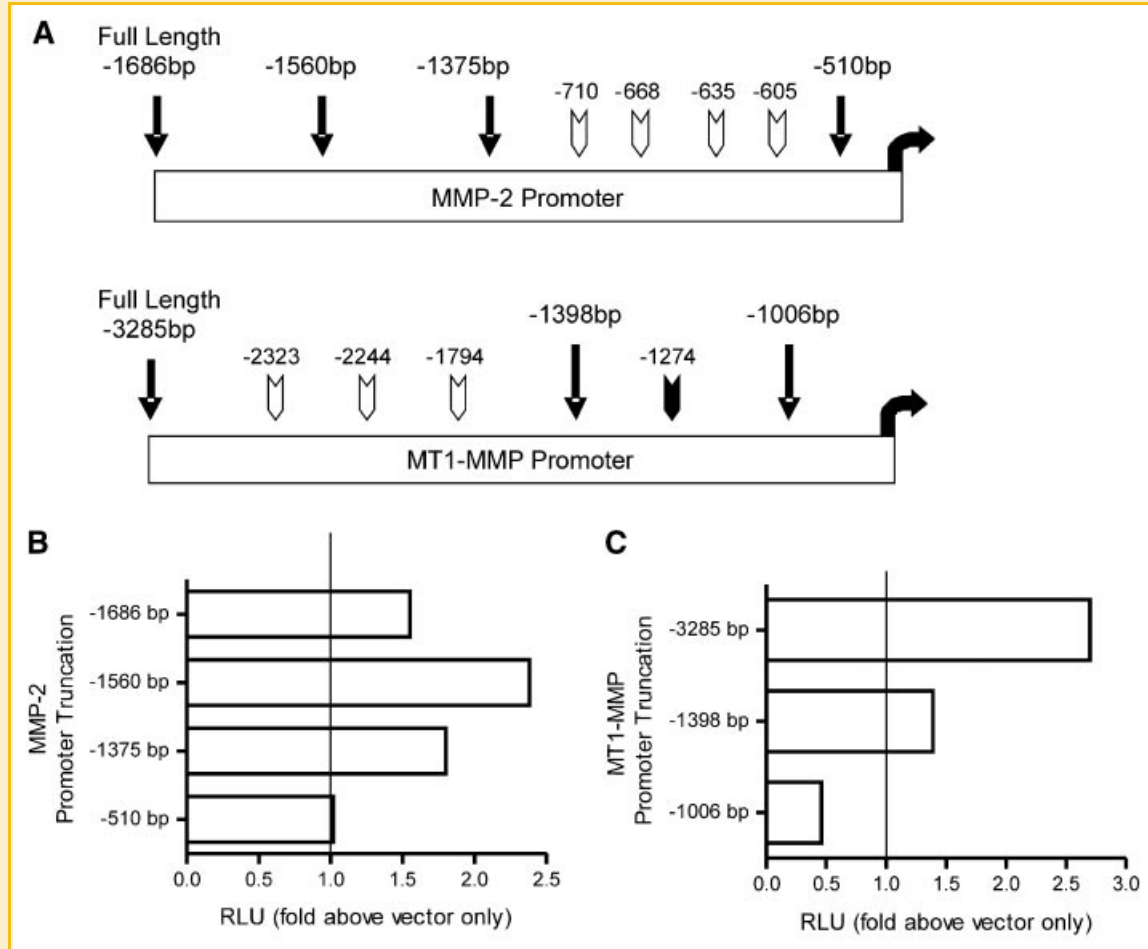 A
Full Length
-1686bp -1560bp -1375bp -510bp
-710 -668 -635 -605
MMP-2 Promoter
Full Length
-3285bp -1398bp -1006bp
-2323 -2244 -1794 -1274
MT1-MMP Promoter
B
MMP-2
Promoter Truncation
-1686 bp
-1560 bp
-1375 bp
-510 bp
0.0 0.5 1.0 1.5 2.0 2.5
RLU (fold above vector only)
C
MT1-MMP
Promoter Truncation
-3285 bp
-1398 bp
-1006 bp
0.0 0.5 1.0 1.5 2.0 2.5 3.0
RLU (fold above vector only)